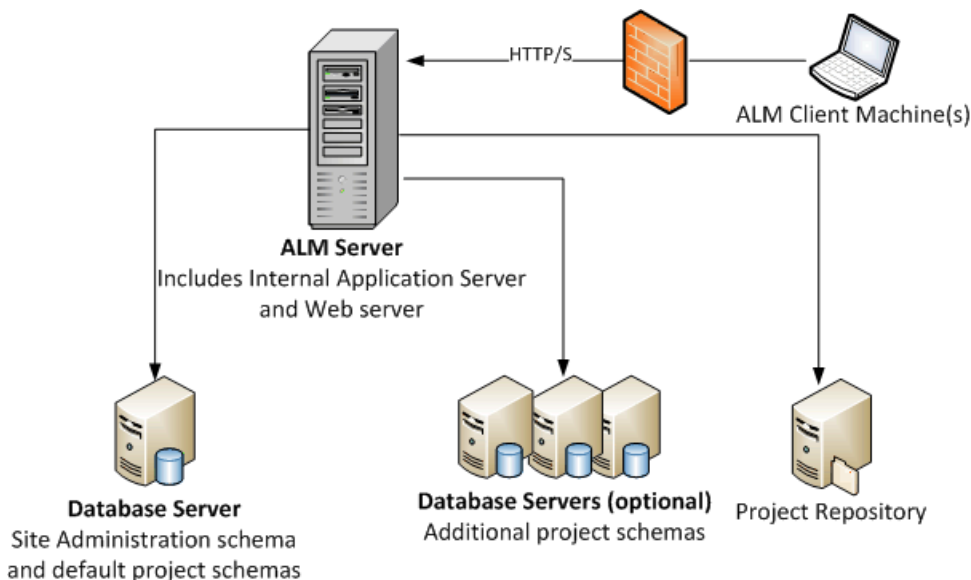 HTTP/S
ALM Client Machine(s)
ALM Server
Includes Internal Application Server
and Web server
Database Server
Site Administration schema
and default project schemas
Database Servers (optional)
Additional project schemas
Project Repository